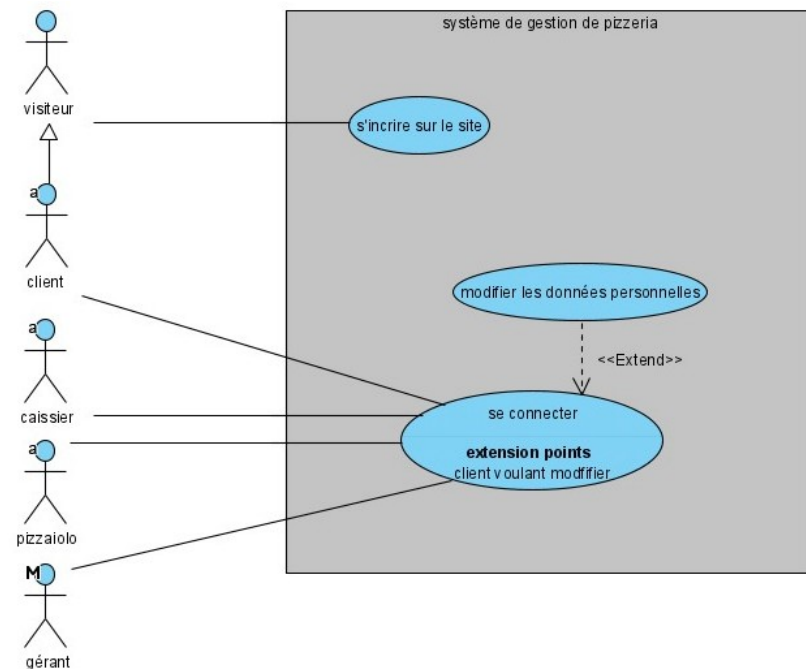 système de gestion de pizzeria
visiteur
s'incrire sur le site
a
client
modifier les données personnelles
<<Extend>>
a
caissier
se connecter
extension points
client voulant modfifier
a
pizzaiolo
M
gérant